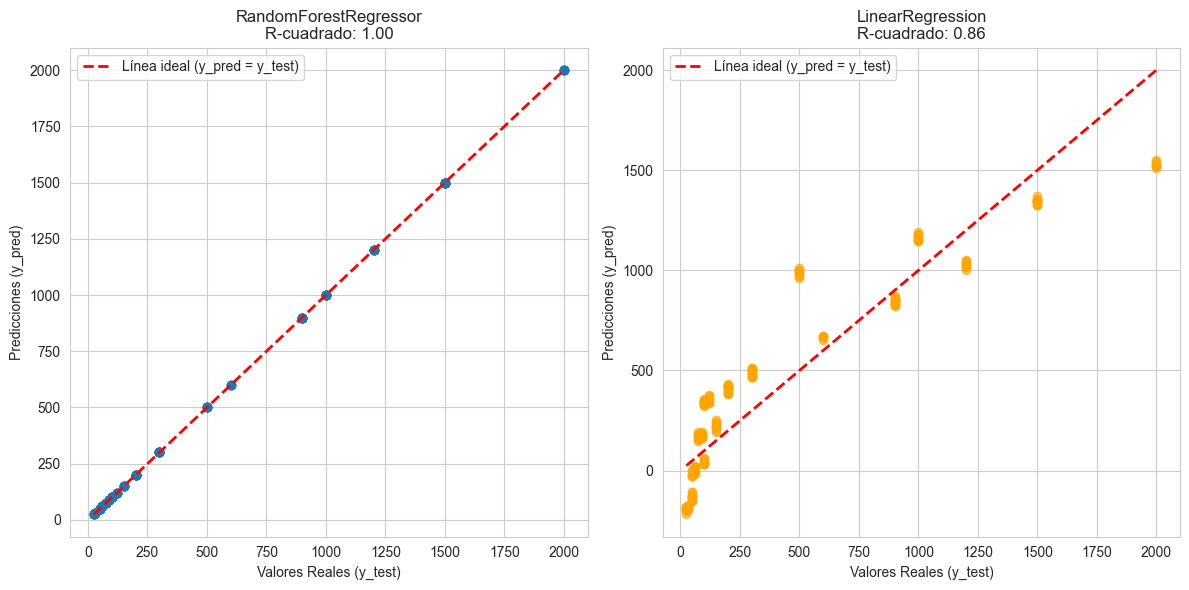 RandomForestRegressor
R-cuadrado: 1.00
Línea ideal (y_pred = y_test)
Predicciones (y_pred)
2000
1750
1500
1250
1000
750
500
250
0
0 250 500 750 1000 1250 1500 1750 2000
Valores Reales (y_test)
LinearRegression
R-cuadrado: 0.86
Línea ideal (y_pred = y_test)
Predicciones (y_pred)
2000
1500
1000
500
0
0 250 500 750 1000 1250 1500 1750 2000
Valores Reales (y_test)